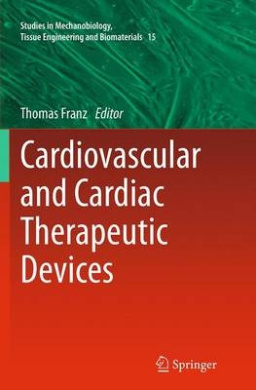 Studies in Mechanobiology,
Tissue Engineering and Biomaterials 15
Thomas Franz Editor
Cardiovascular
and Cardiac
Therapeutic
Devices
Springer